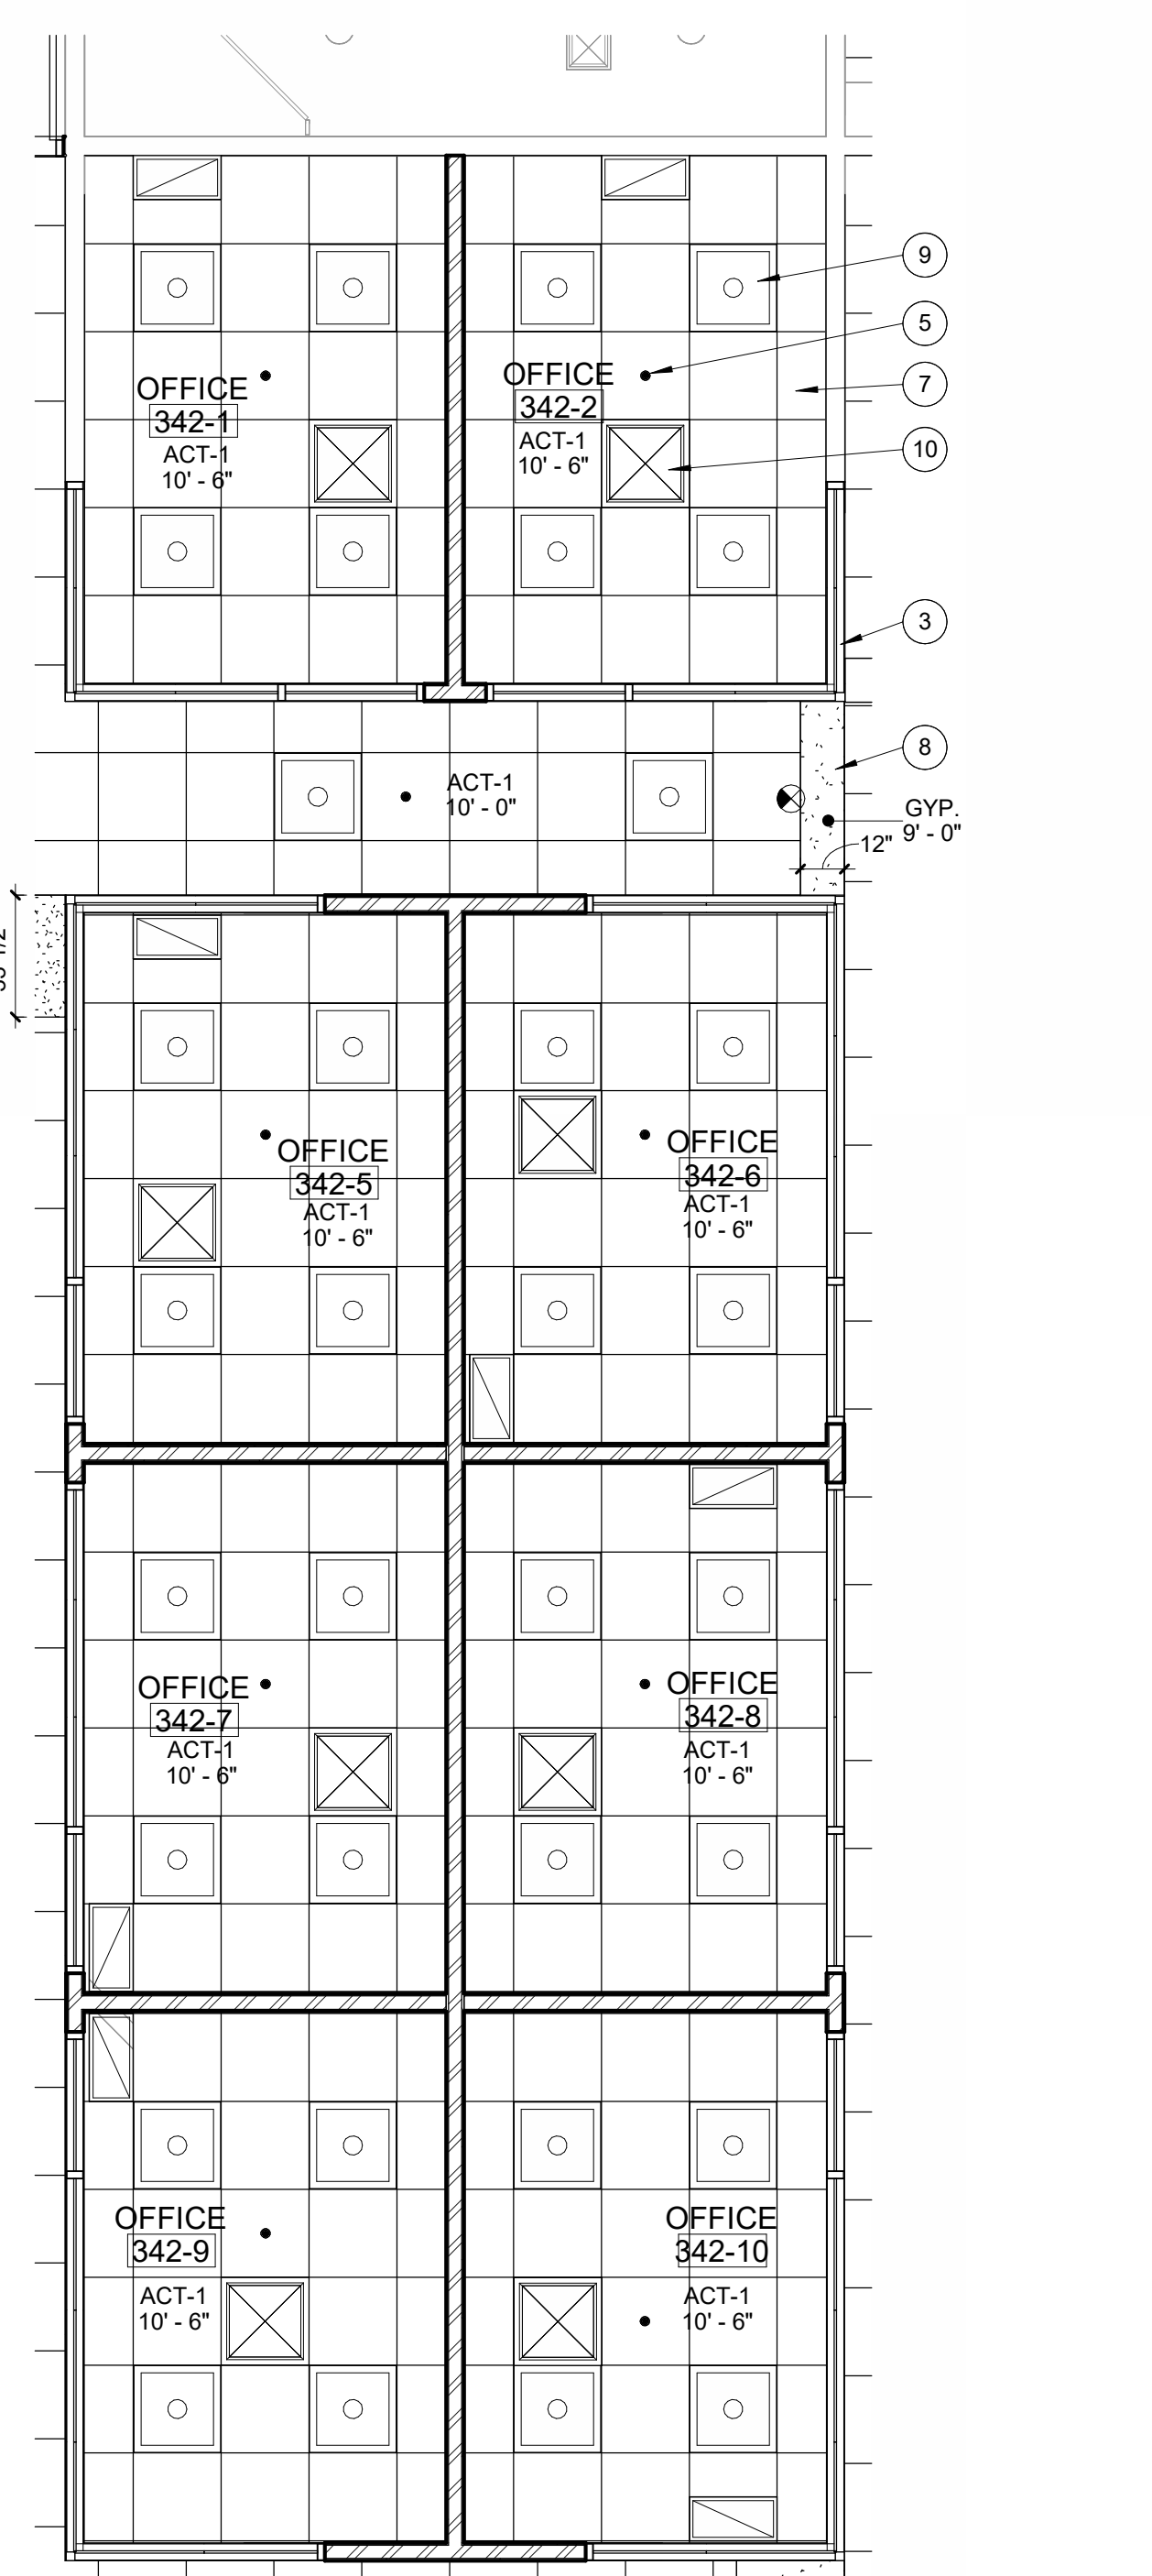 9
5
OFFICE
342-1
ACT-1
10' - 6"
OFFICE
342-2
ACT-1
10' - 6"
7
10
3
8
ACT-1
10' - 0"
GYP.
9' - 0"
12"
OFFICE
342-5
ACT-1
10' - 6"
OFFICE
342-6
ACT-1
10' - 6"
OFFICE
342-7
ACT-1
10' - 6"
OFFICE
342-8
ACT-1
10' - 6"
OFFICE
342-9
ACT-1
10' - 6"
OFFICE
342-10
ACT-1
10' - 6"